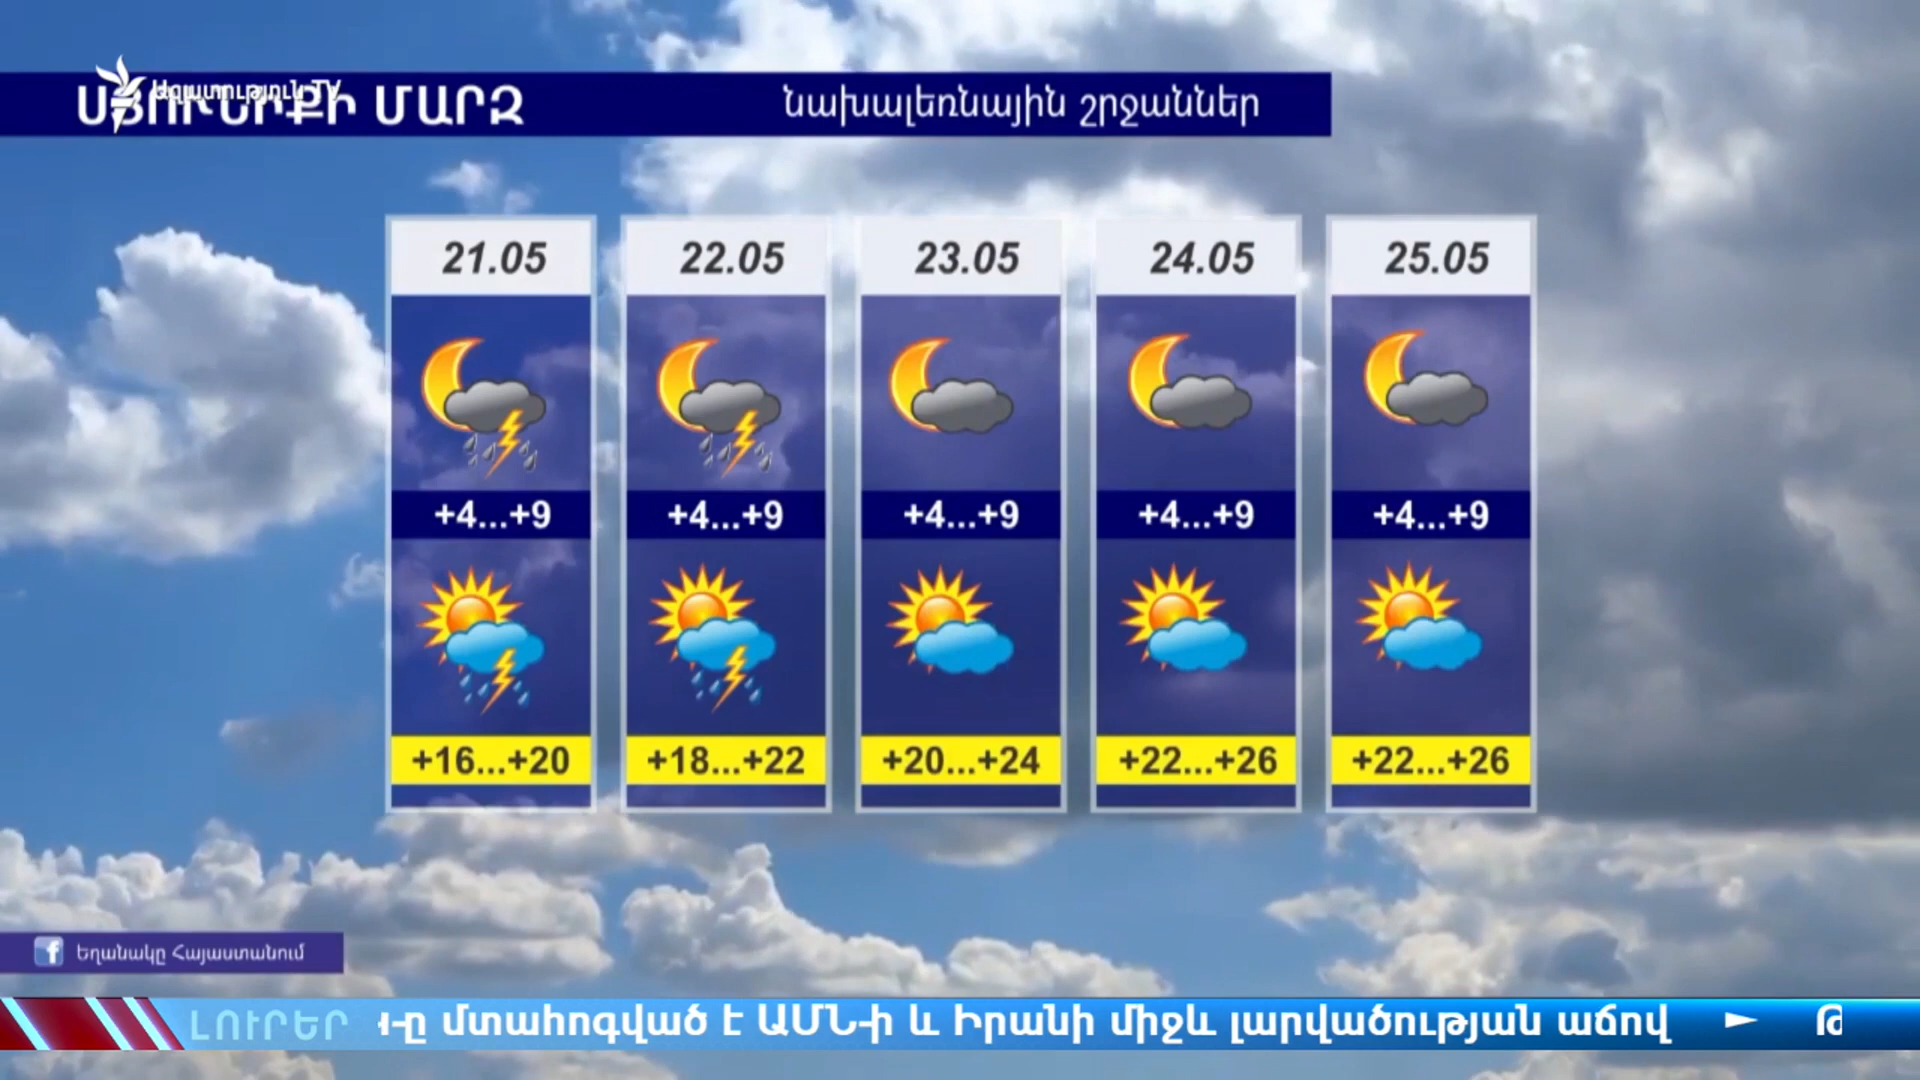 Ազատություն TV
ՍՅՈՒՆԻՔԻ ՄԱՐԶ
նախալեռնային շրջաններ
21.05 22.05 23.05 24.05 25.05
+4...+9 +4...+9 +4...+9 +4...+9 +4...+9
+16...+20 +18...+22 +20...+24 +22...+26 +22...+26
Եղանակը Հայաստանում
ԼՈՒՐԵՐ
-ը մտահոգված է ԱՄՆ-ի և Իրանի միջև լարվածության աճով